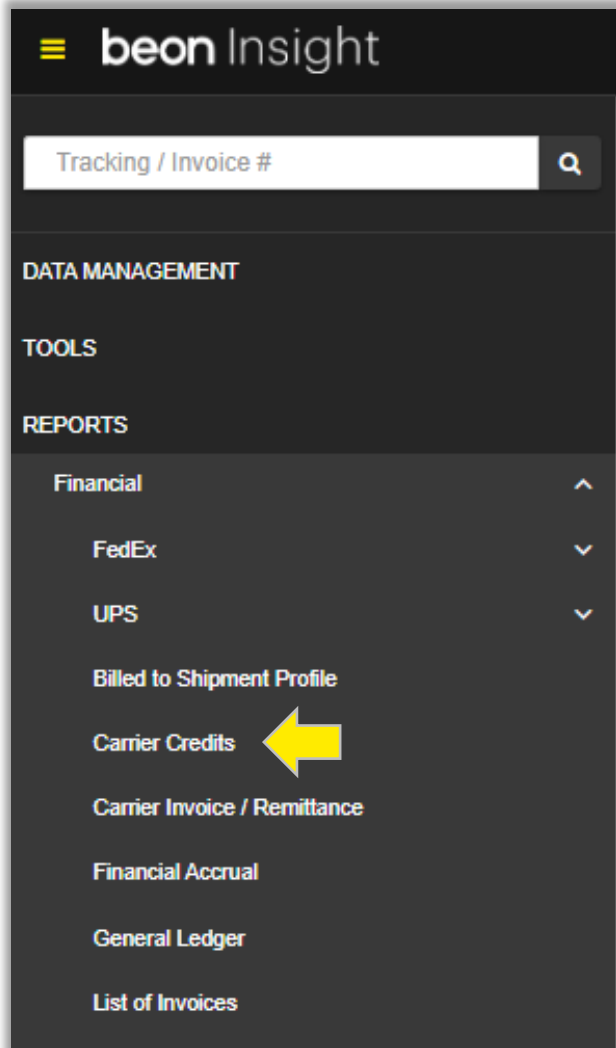 beon Insight
Tracking / Invoice #
DATA MANAGEMENT
TOOLS
REPORTS
Financial
FedEx
UPS
Billed to Shipment Profile
Carrier Credits
Carrier Invoice / Remittance
Financial Accrual
General Ledger
List of Invoices